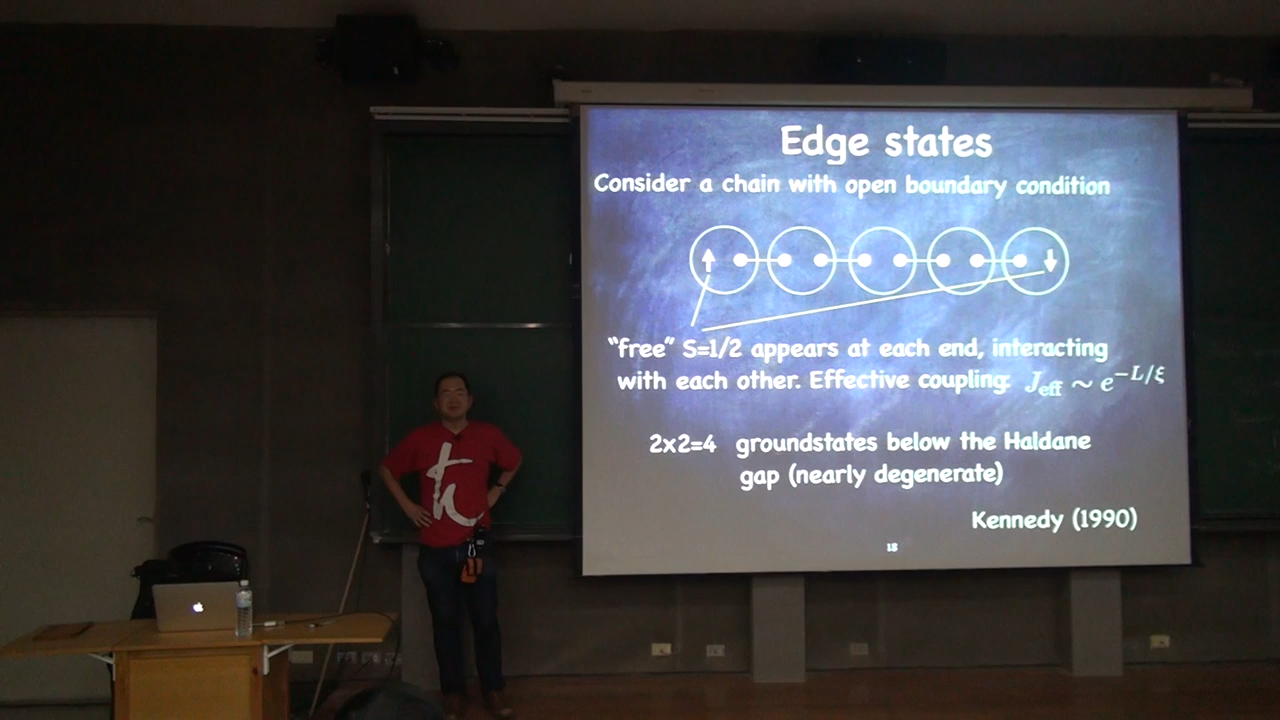 Edge states
Consider a chain with open boundary condition
"free" S=1/2 appears at each end, interacting
with each other. Effective coupling: J_eff ∼ e^{-L/ξ}
2x2=4 groundstates below the Haldane
gap (nearly degenerate)
Kennedy (1990)
18
ħ